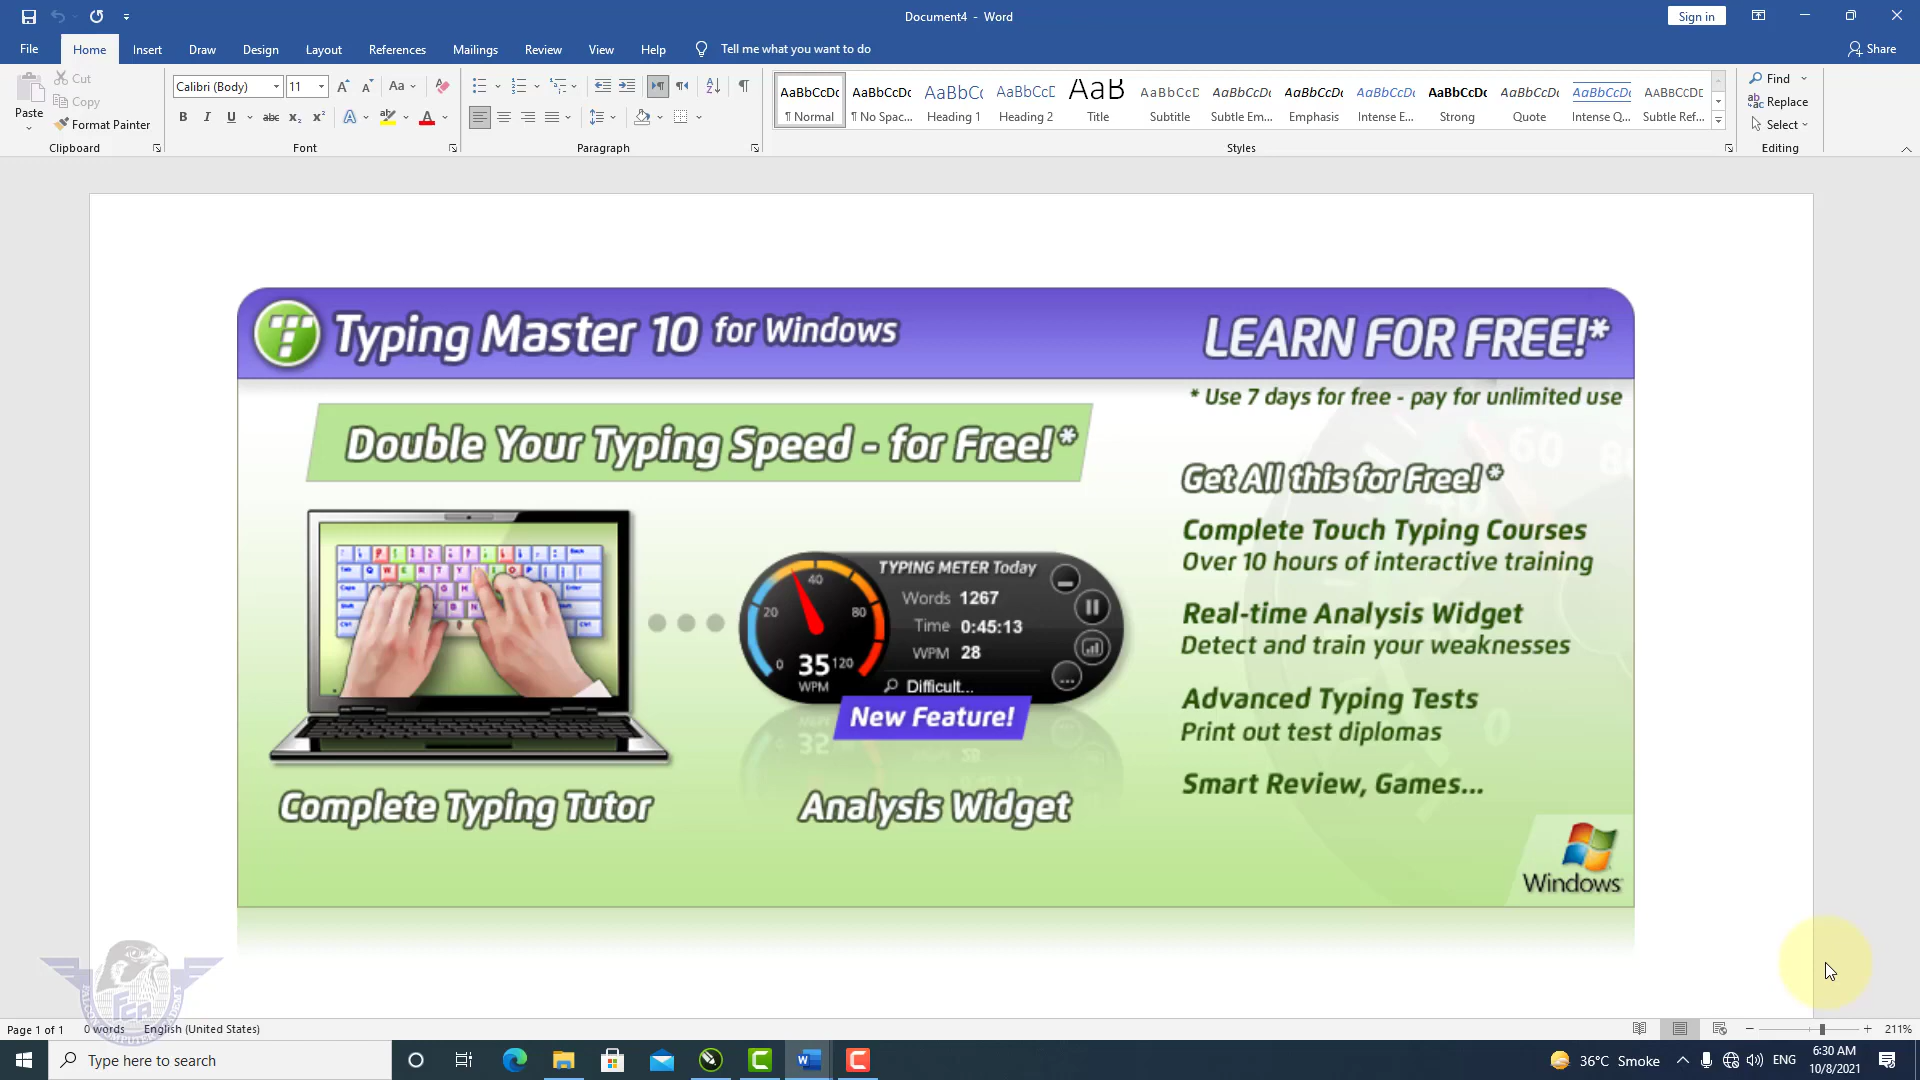 Document4 - Word
Sign in
File Home Insert Draw Design Layout References Mailings Review View Help Tell me what you want to do
Share
Cut
Copy
Paste
Format Painter
Clipboard
Calibri (Body) 11
Font
Paragraph
AaBbCcDc AaBbCcDc AaBbCc AaBbCcD AaB AaBbCcD AaBbCcDc AaBbCcDc AaBbCcDc AaBbCcDc AaBbCcDc AaBbCcDc AABBCCDE
¶ Normal ¶ No Spac... Heading 1 Heading 2 Title Subtitle Subtle Em... Emphasis Intense E... Strong Quote Intense Q... Subtle Ref...
Styles
Find
Replace
Select
Editing
Typing Master 10 for Windows
LEARN FOR FREE!*
* Use 7 days for free - pay for unlimited use
Double Your Typing Speed - for Free!*
Get All this for Free! *
Complete Touch Typing Courses
Over 10 hours of interactive training
Real-time Analysis Widget
Detect and train your weaknesses
Advanced Typing Tests
Print out test diplomas
Smart Review, Games...
TYPING METER Today
Words 1267
Time 0:45:13
WPM 28
Difficult...
0 20 40 80 120
35
WPM
New Feature!
Complete Typing Tutor
Analysis Widget
Windows
FCA
Page 1 of 1 0 words English (United States)
211%
Type here to search
36°C Smoke
ENG
6:30 AM
10/8/2021